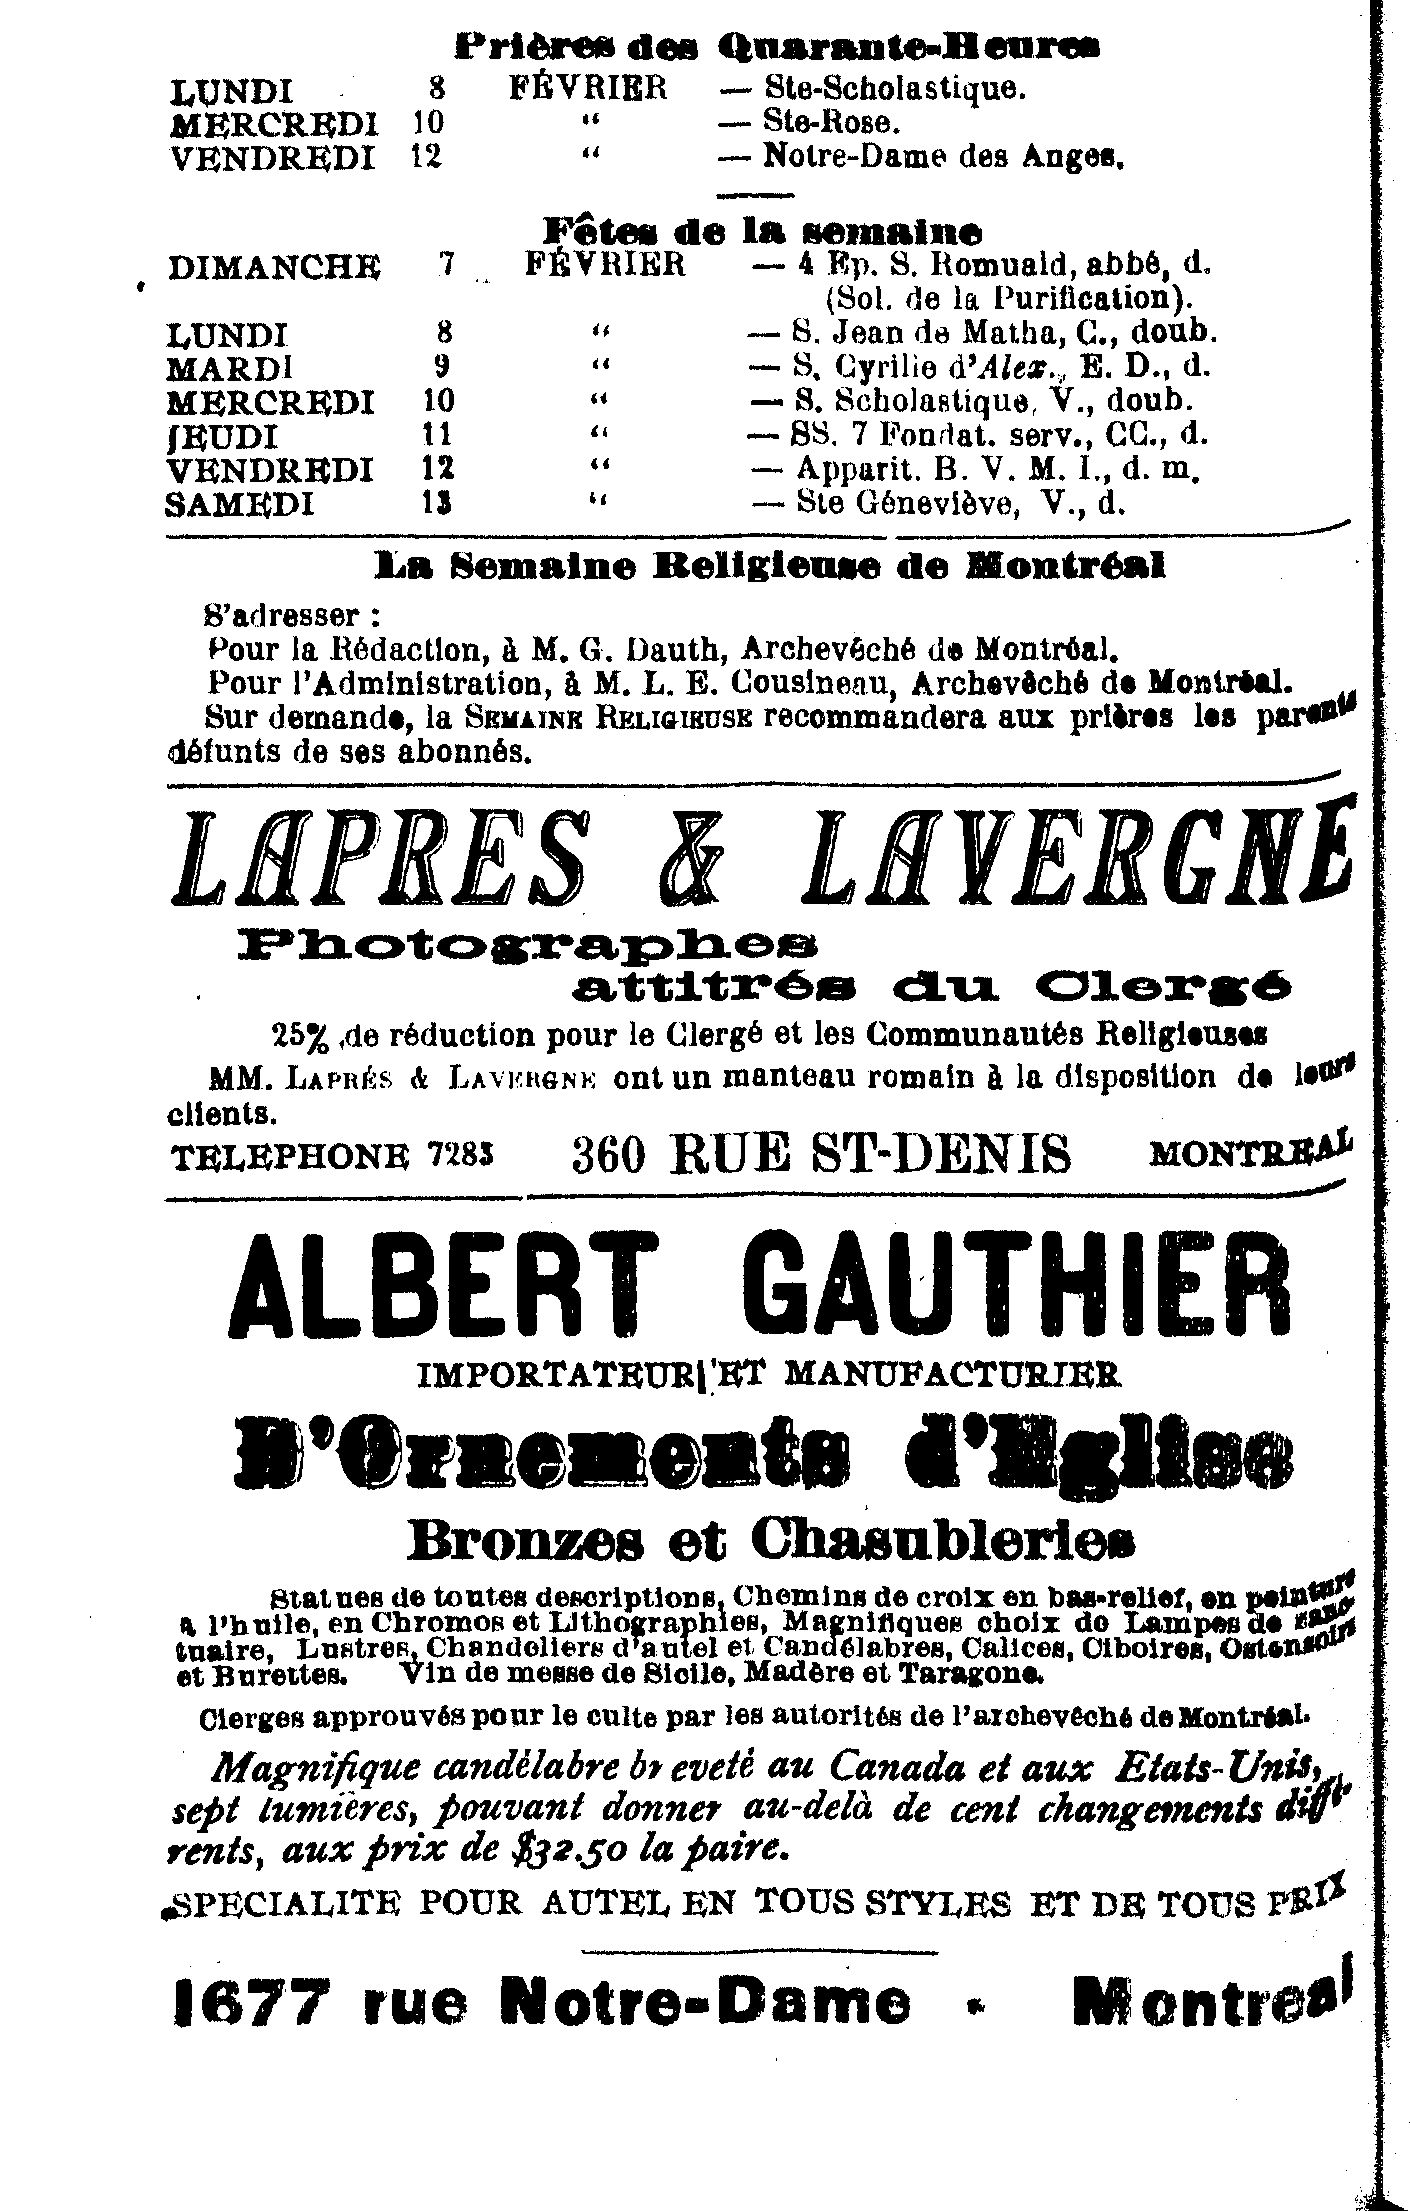 Prières des Quarante-Heures
LUNDI 8 FÉVRIER — Ste-Scholastique.
MERCREDI 10 “ — Ste-Rose.
VENDREDI 12 “ — Notre-Dame des Anges.
Fêtes de la semaine
DIMANCHE 7 FÉVRIER — 4 Ep. S. Romuald, abbé, d.
(Sol. de la Purification).
LUNDI 8 “ — S. Jean de Matha, C., doub.
MARDI 9 “ — S. Cyrille d’Alex., E. D., d.
MERCREDI 10 “ — S. Scholastique, V., doub.
JEUDI 11 “ — SS. 7 Fondat. serv., CC., d.
VENDREDI 12 “ — Apparit. B. V. M. I., d. m.
SAMEDI 13 “ — Ste Géneviève, V., d.
La Semaine Religieuse de Montréal
S’adresser :
Pour la Rédaction, à M. G. Dauth, Archevêché de Montréal.
Pour l’Administration, à M. L. E. Cousineau, Archevêché de Montréal.
Sur demande, la SEMAINE RELIGIEUSE recommandera aux prières les parents
défunts de ses abonnés.
LAPRES & LAVERGNE
Photographes
attitrés du Clergé
25% de réduction pour le Clergé et les Communautés Religieuses
MM. LAPRÉS & LAVERGNE ont un manteau romain à la disposition de leurs
clients.
TELEPHONE 7283 360 RUE ST-DENIS MONTREAL
ALBERT GAUTHIER
IMPORTATEUR ET MANUFACTURIER
D’Ornements d’Eglise
Bronzes et Chasubleries
Statues de toutes descriptions, Chemins de croix en bas-relief, en peinture
à l’huile, en Chromos et Lithographies, Magnifiques choix de Lampes de sanc-
tuaire, Lustres, Chandeliers d’autel et Candélabres, Calices, Ciboires, Ostensoirs
et Burettes. Vin de messe de Sicile, Madère et Taragone.
Cierges approuvés pour le culte par les autorités de l’archevêché de Montréal.
Magnifique candélabre breveté au Canada et aux Etats-Unis,
sept lumières, pouvant donner au-delà de cent changements diffé-
rents, aux prix de $32.50 la paire.
SPECIALITE POUR AUTEL EN TOUS STYLES ET DE TOUS PRIX
1677 rue Notre-Dame - Montreal